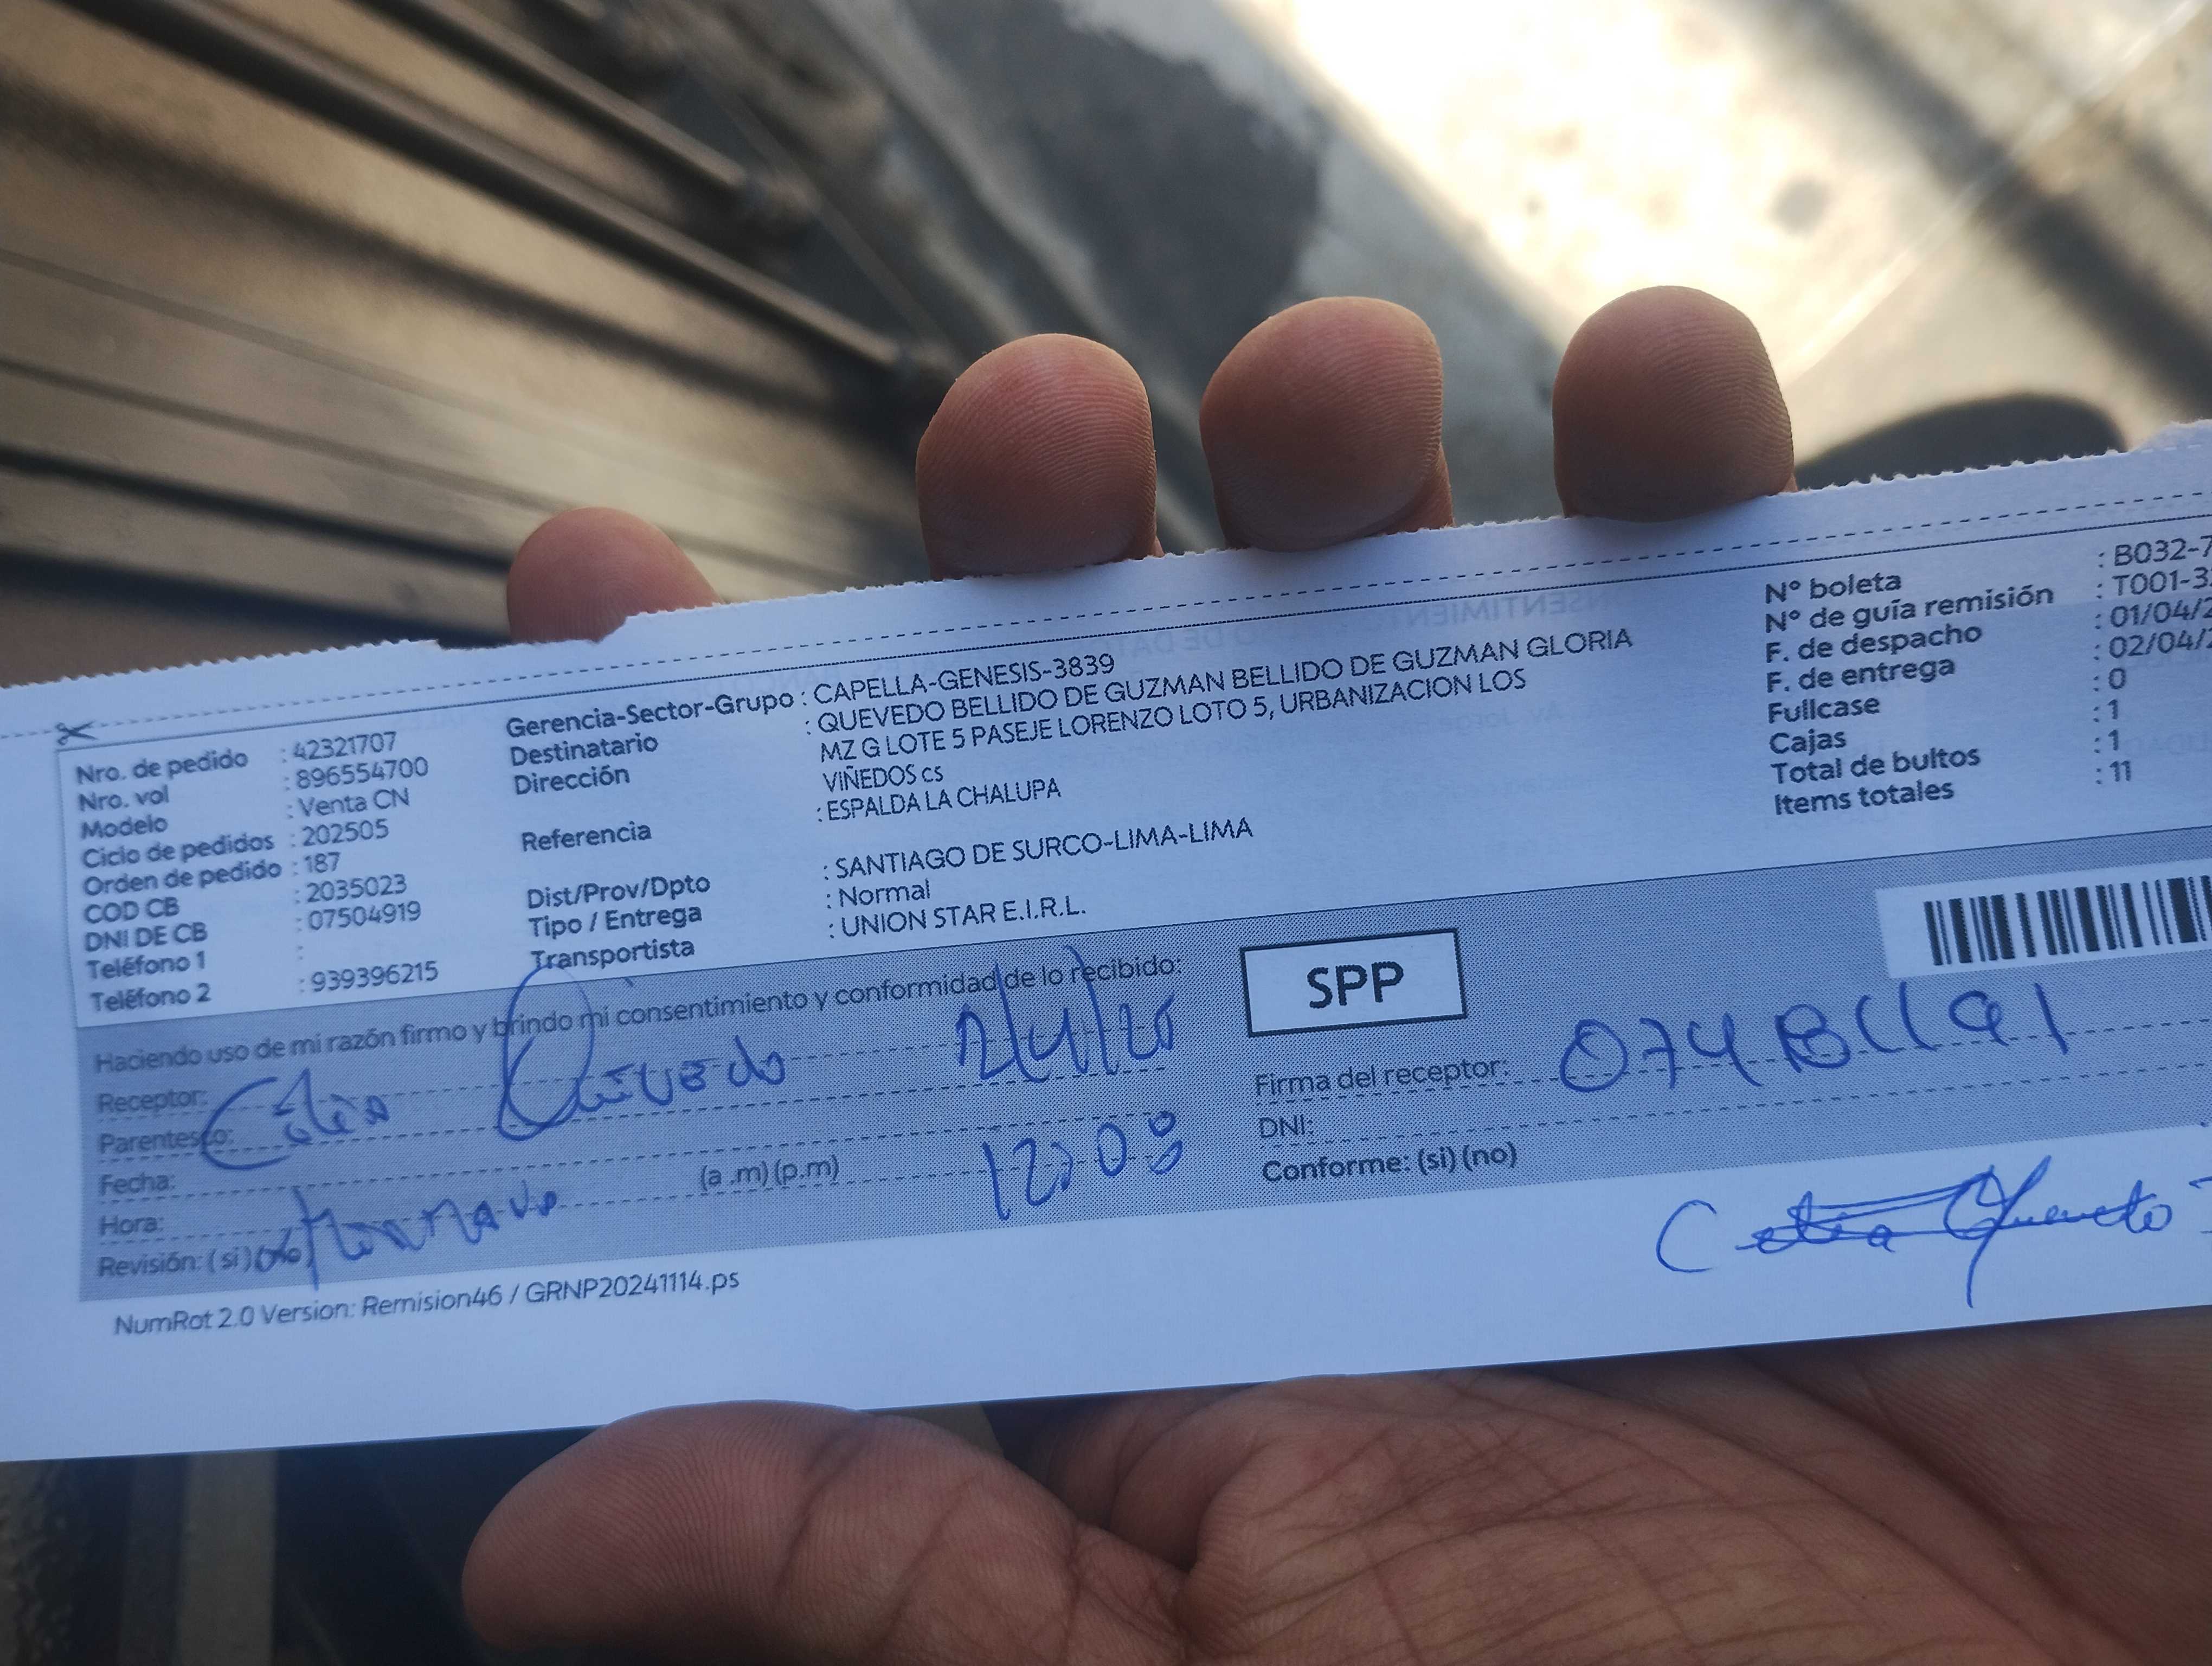 Nro. de pedido : 42321707
Nro. vol : 896554700
Modelo : Venta CN
Ciclo de pedidos : 202505
Orden de pedido : 187
COD CB : 2035023
DNI DE CB : 07504919
Teléfono 1 :
Teléfono 2 : 939396215
Gerencia-Sector-Grupo : CAPELLA-GENESIS-3839
Destinatario : QUEVEDO BELLIDO DE GUZMAN BELLIDO DE GUZMAN GLORIA
Dirección MZ G LOTE 5 PASEJE LORENZO LOTO 5, URBANIZACION LOS
VIÑEDOS cs
Referencia : ESPALDA LA CHALUPA
Dist/Prov/Dpto : SANTIAGO DE SURCO-LIMA-LIMA
Tipo / Entrega : Normal
Transportista : UNION STAR E.I.R.L.
N° boleta : B032-7
N° de guía remisión : T001-3
F. de despacho : 01/04/2
F. de entrega : 02/04/2
Fullcase : 0
Cajas : 1
Total de bultos : 1
Items totales : 11
Haciendo uso de mi razón firmo y brindo mi consentimiento y conformidad de lo recibido:
SPP
Receptor: Quevedo
Parentesco:
Fecha:
Hora: (a .m) (p.m) 12:08
Revisión: ( si ) (no)
Firma del receptor:
DNI:
Conforme: (si) (no)
NumRot 2.0 Version: Remision46 / GRNP20241114.ps